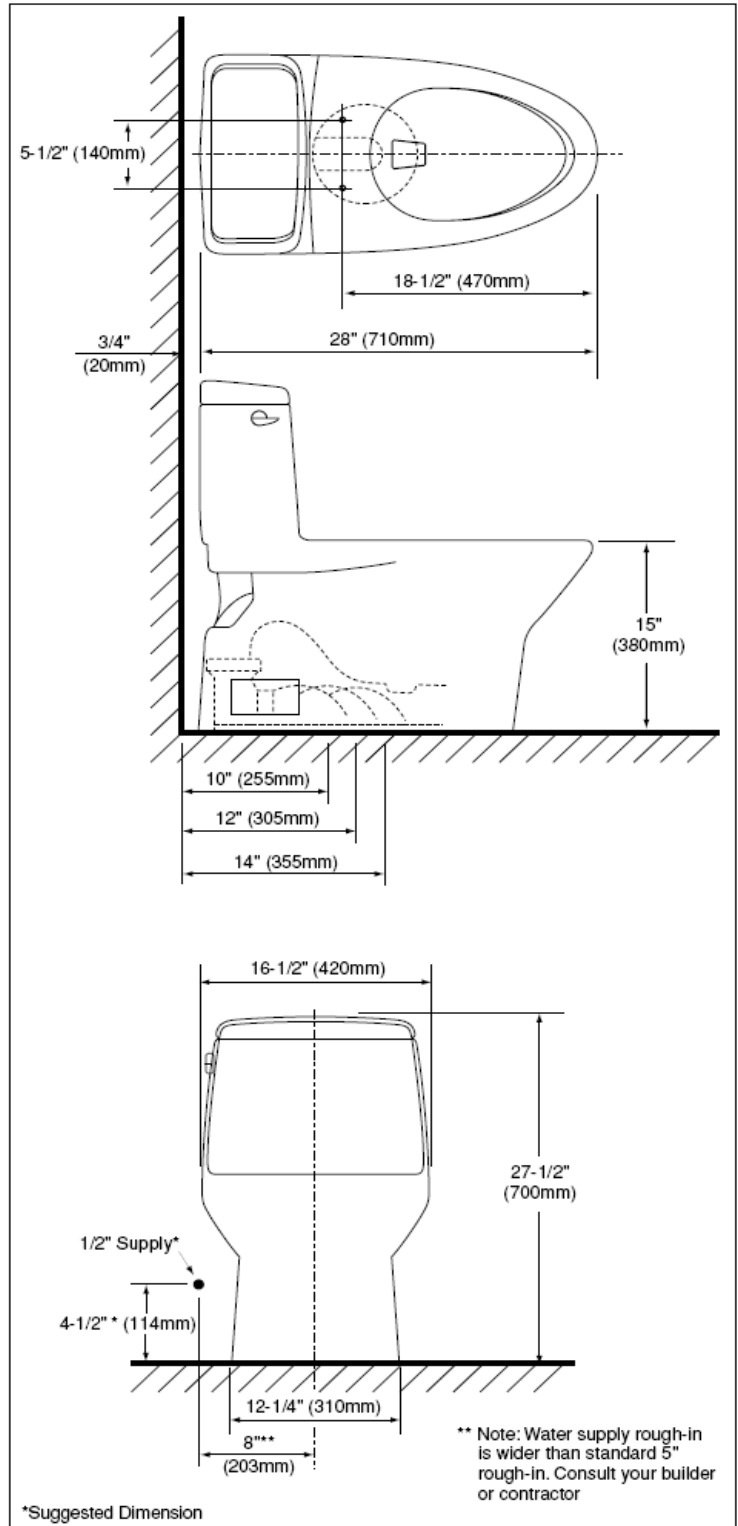 5-1/2" (140mm)
18-1/2" (470mm)
3/4"
(20mm)
28" (710mm)
15"
(380mm)
10" (255mm)
12" (305mm)
14" (355mm)
16-1/2" (420mm)
27-1/2"
(700mm)
1/2" Supply*
4-1/2" * (114mm)
12-1/4" (310mm)
8"**
(203mm)
** Note: Water supply rough-in
is wider than standard 5"
rough-in. Consult your builder
or contractor
*Suggested Dimension